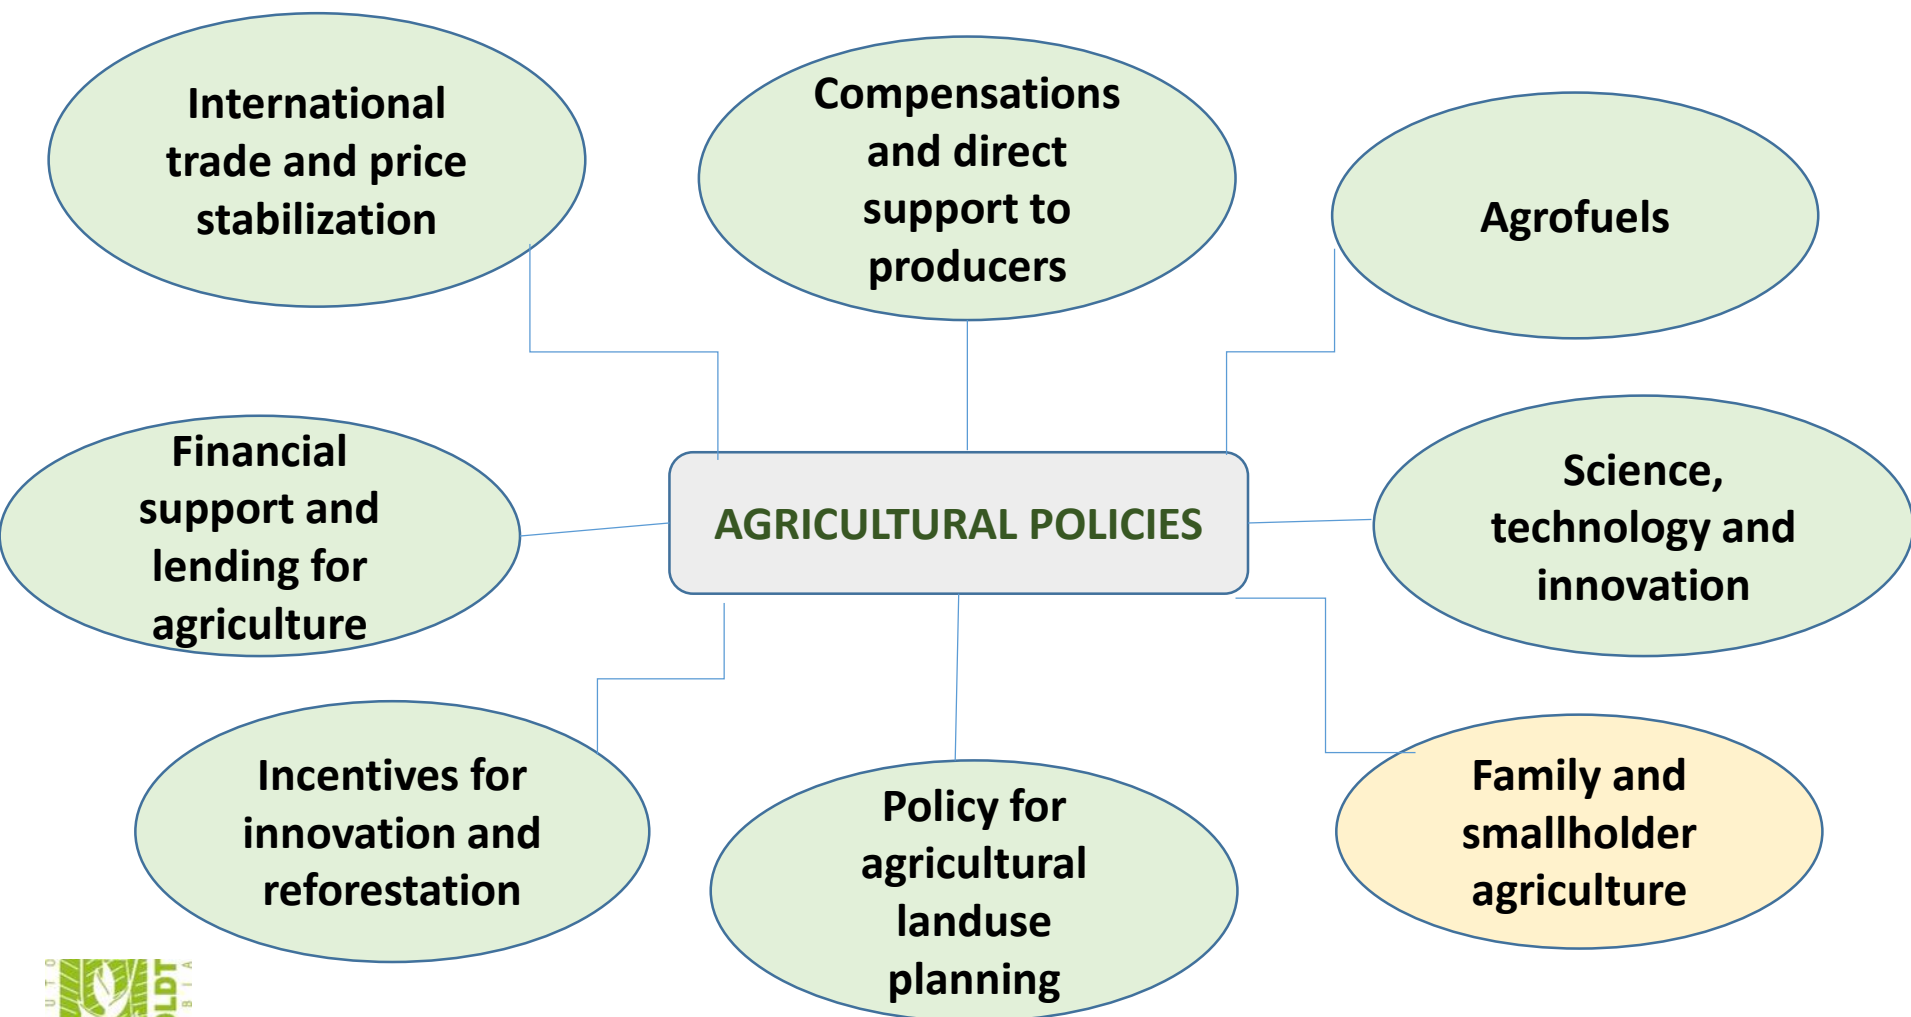 International
trade and price
stabilization
Compensations
and direct
support to
producers
Agrofuels
Financial
support and
lending for
agriculture
AGRICULTURAL POLICIES
Science,
technology and
innovation
Incentives for
innovation and
reforestation
Policy for
agricultural
landuse
planning
Family and
smallholder
agriculture